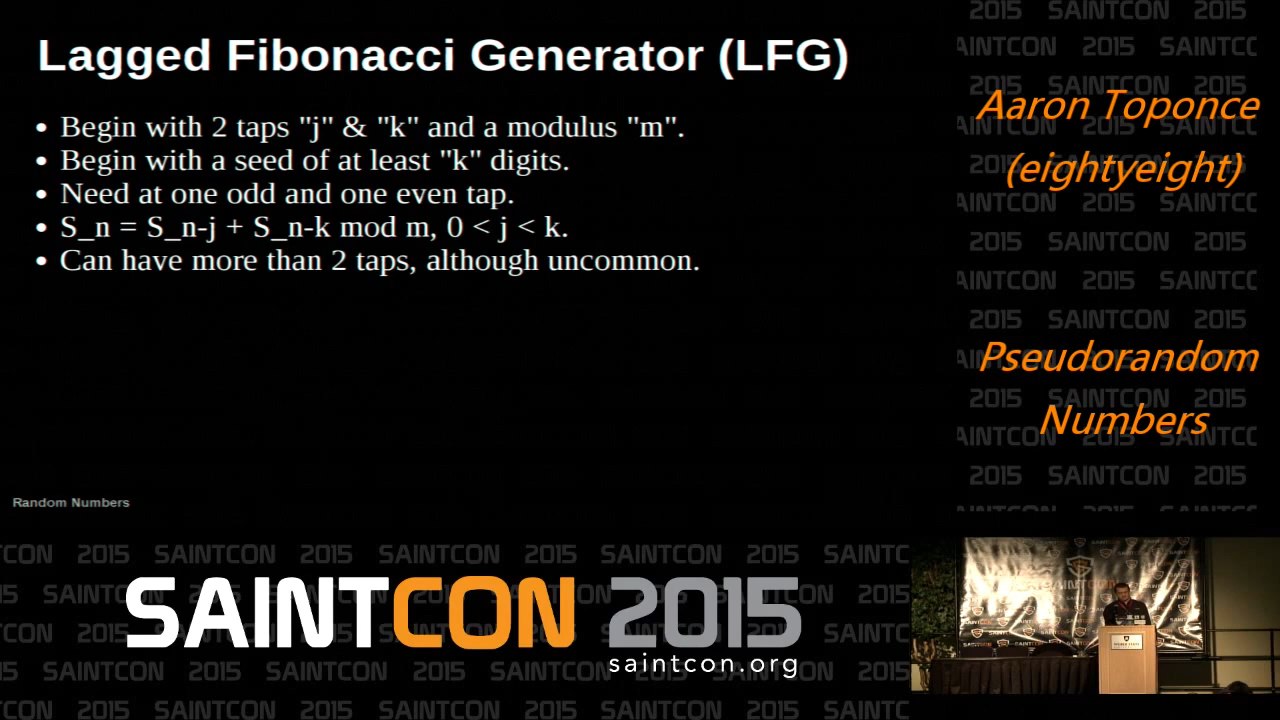 Lagged Fibonacci Generator (LFG)
• Begin with 2 taps "j" & "k" and a modulus "m".
• Begin with a seed of at least "k" digits.
• Need at one odd and one even tap.
• S_n = S_n-j + S_n-k mod m, 0 < j < k.
• Can have more than 2 taps, although uncommon.
Random Numbers
Aaron Toponce
(eightyeight)
Pseudorandom
Numbers
SAINTCON 2015
saintcon.org